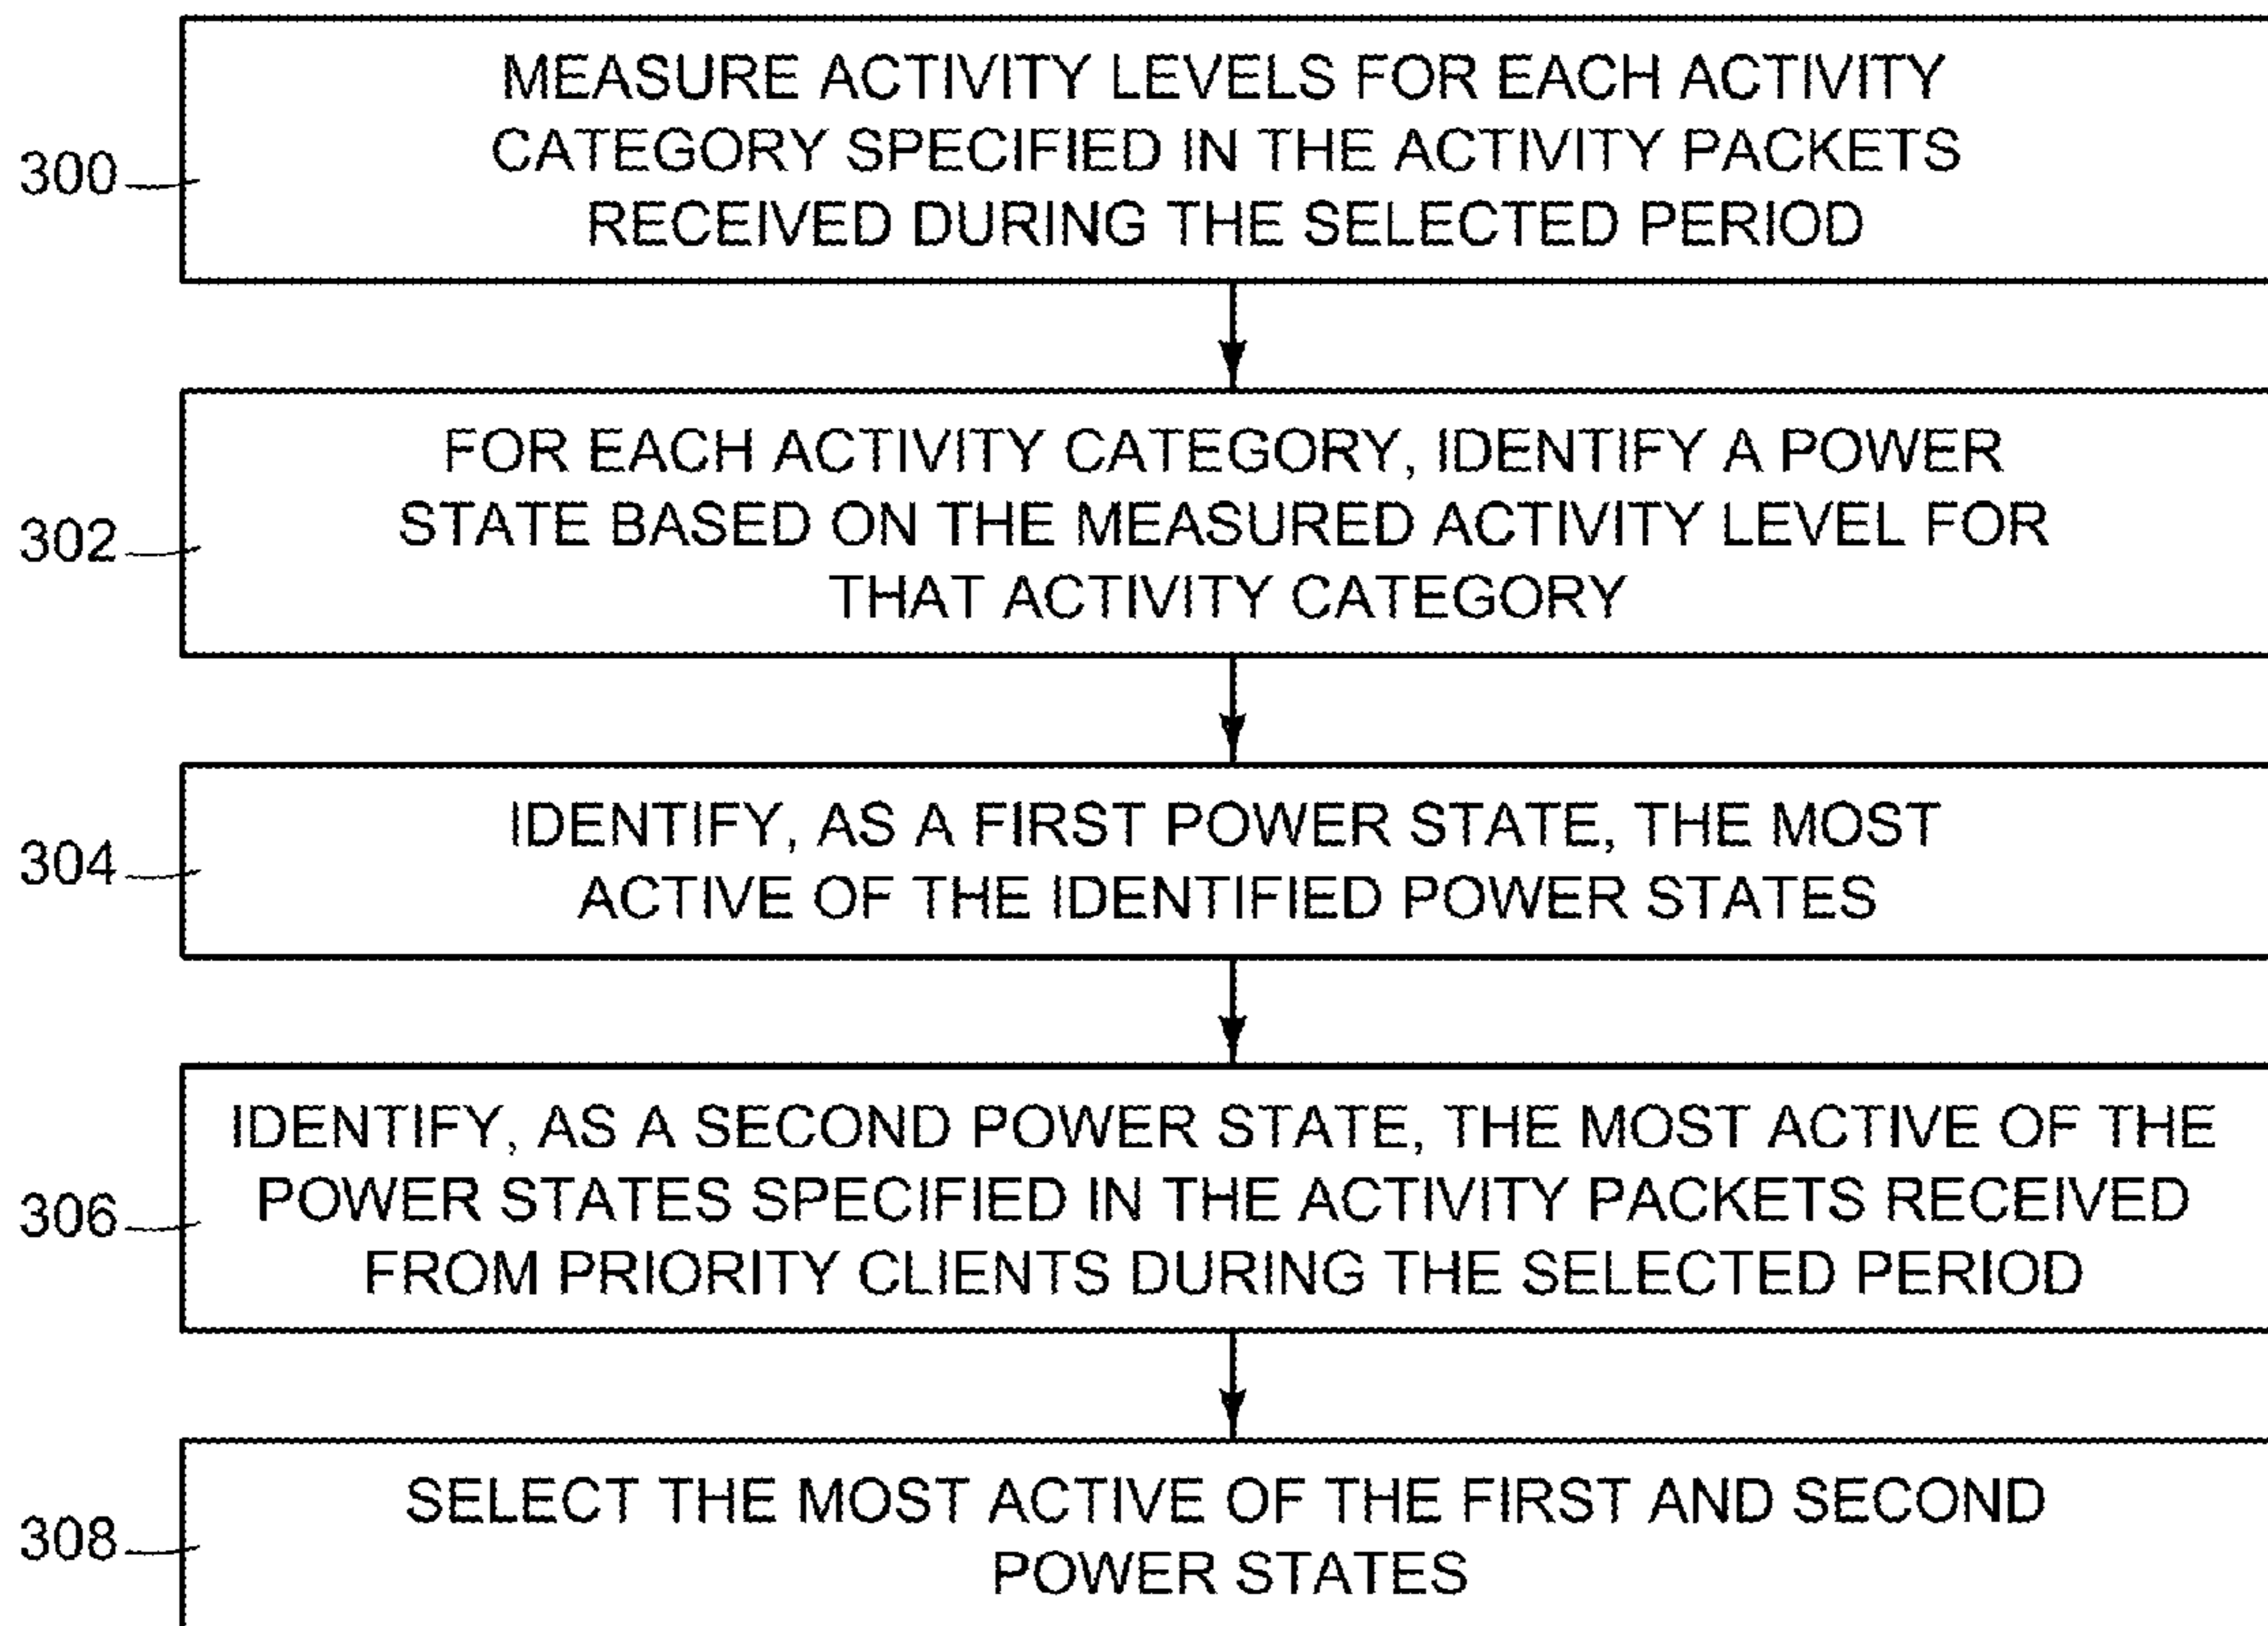 MEASURE ACTIVITY LEVELS FOR EACH ACTIVITY
CATEGORY SPECIFIED IN THE ACTIVITY PACKETS
RECEIVED DURING THE SELECTED PERIOD
300
FOR EACH ACTIVITY CATEGORY, IDENTIFY A POWER
STATE BASED ON THE MEASURED ACTIVITY LEVEL FOR
THAT ACTIVITY CATEGORY
302
IDENTIFY, AS A FIRST POWER STATE, THE MOST
ACTIVE OF THE IDENTIFIED POWER STATES
304
IDENTIFY, AS A SECOND POWER STATE, THE MOST ACTIVE OF THE
POWER STATES SPECIFIED IN THE ACTIVITY PACKETS RECEIVED
FROM PRIORITY CLIENTS DURING THE SELECTED PERIOD
306
SELECT THE MOST ACTIVE OF THE FIRST AND SECOND
POWER STATES
308